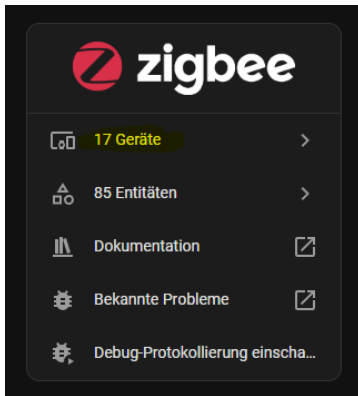 zigbee
17 Geräte
85 Entitäten
Dokumentation
Bekannte Probleme
Debug-Protokollierung einscha...